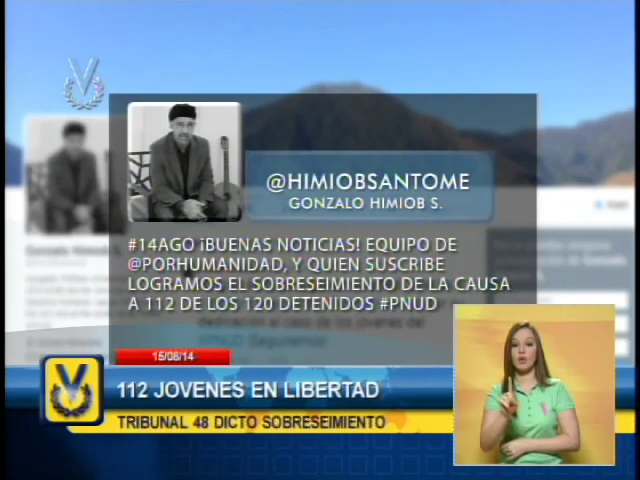 @HIMIOBSANTOME
GONZALO HIMIOB S.
#14AGO ¡BUENAS NOTICIAS! EQUIPO DE
@PORHUMANIDAD, Y QUIEN SUSCRIBE
LOGRAMOS EL SOBRESEIMIENTO DE LA CAUSA
A 112 DE LOS 120 DETENIDOS #PNUD
15/08/14
112 JOVENES EN LIBERTAD
TRIBUNAL 48 DICTO SOBRESEIMIENTO